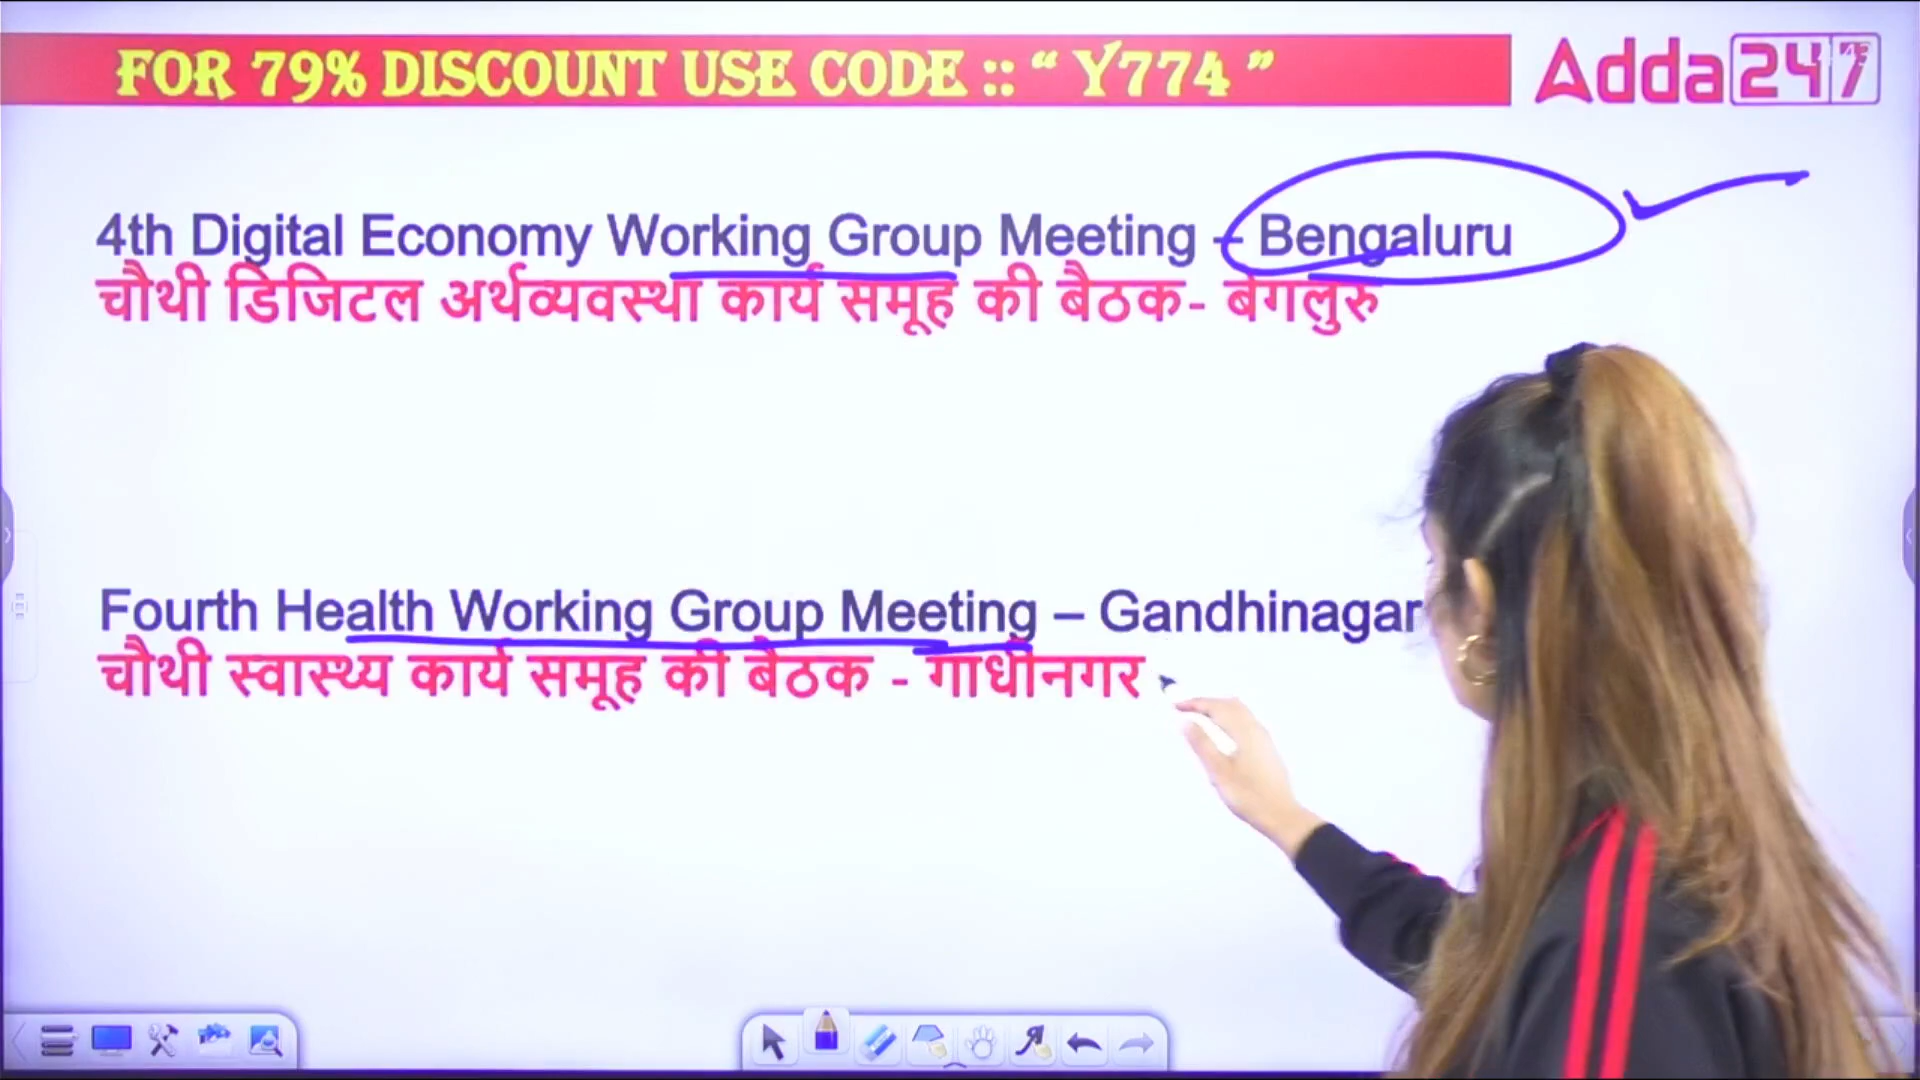 FOR 79% DISCOUNT USE CODE :: “ Y774 ”
Adda247
4th Digital Economy Working Group Meeting – Bengaluru
चौथी डिजिटल अर्थव्यवस्था कार्य समूह की बैठक- बेंगलुरु
Fourth Health Working Group Meeting – Gandhinagar
चौथी स्वास्थ्य कार्य समूह की बैठक - गांधीनगर